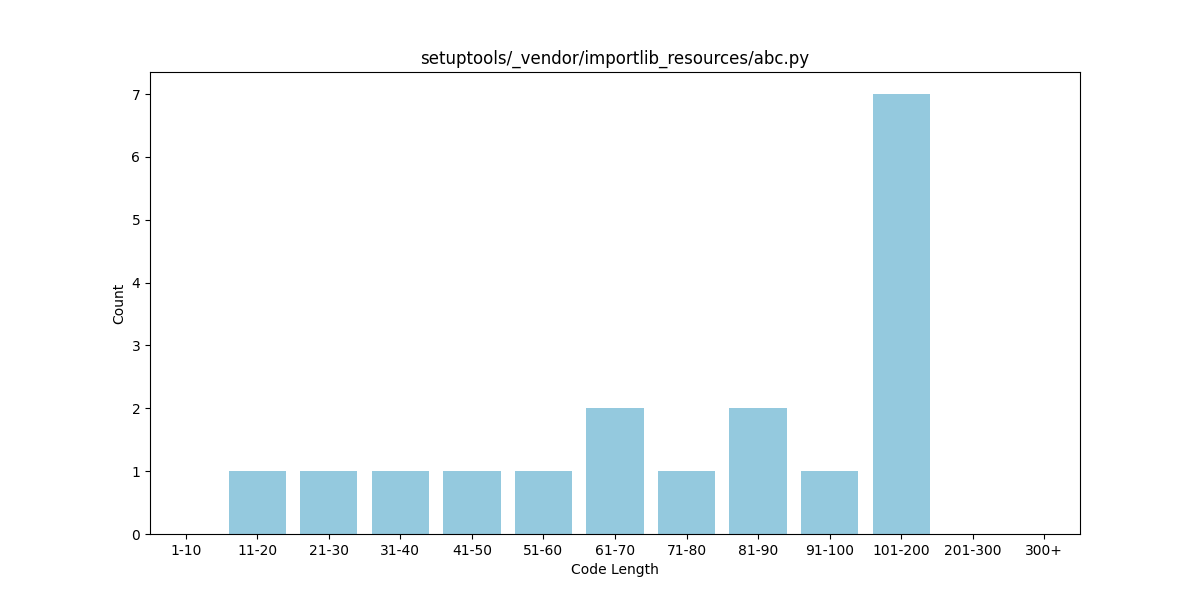 setuptools/_vendor/importlib_resources/abc.py
7
6
5
4
3
2
1
0
Count
1-10 11-20 21-30 31-40 41-50 51-60 61-70 71-80 81-90 91-100 101-200 201-300 300+
Code Length